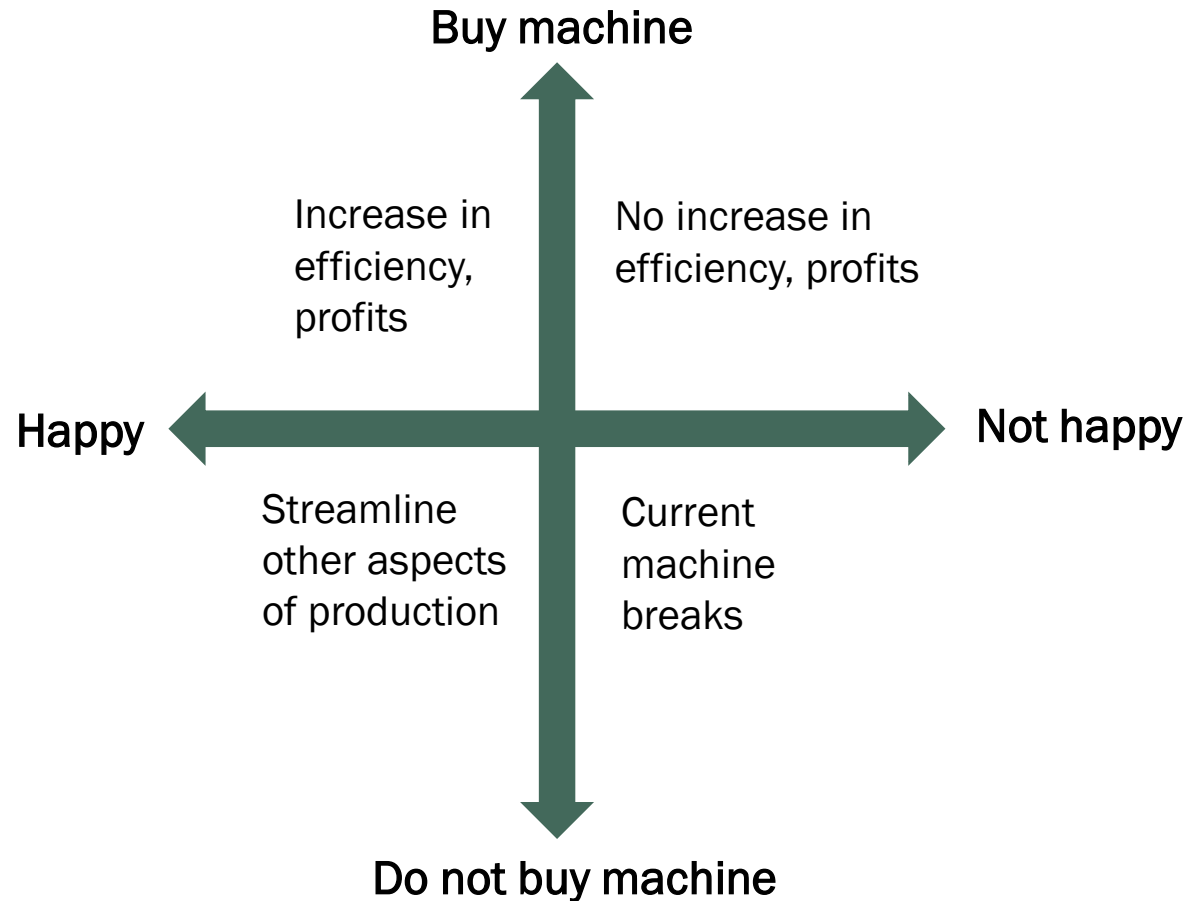 Buy machine
Increase in
efficiency,
profits
No increase in
efficiency, profits
Happy
Not happy
Streamline
other aspects
of production
Current
machine
breaks
Do not buy machine